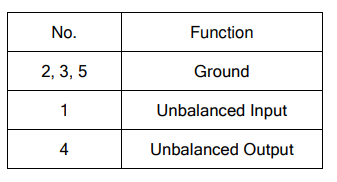 No. Function
2, 3, 5 Ground
1 Unbalanced Input
4 Unbalanced Output